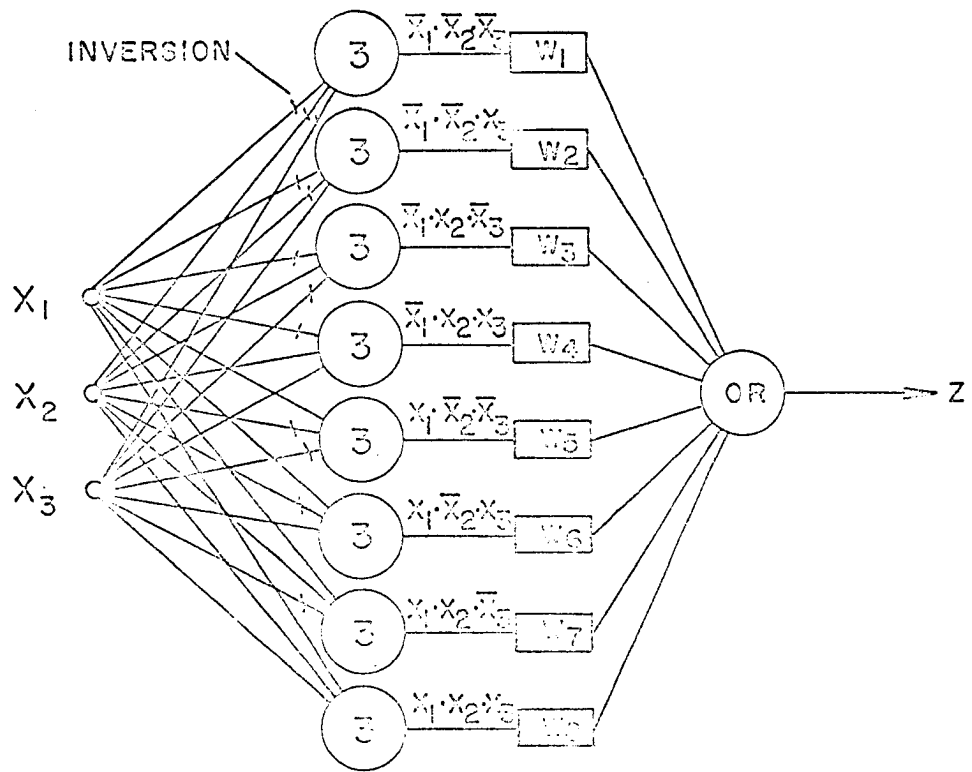 INVERSION
3 X̄1·X̄2·X̄3 W1
3 X̄1·X̄2·X3 W2
3 X̄1·X2·X̄3 W3
3 X̄1·X2·X3 W4
3 X1·X̄2·X̄3 W5
3 X1·X̄2·X3 W6
3 X1·X2·X̄3 W7
3 X1·X2·X3 W8
X1
X2
X3
OR
Z